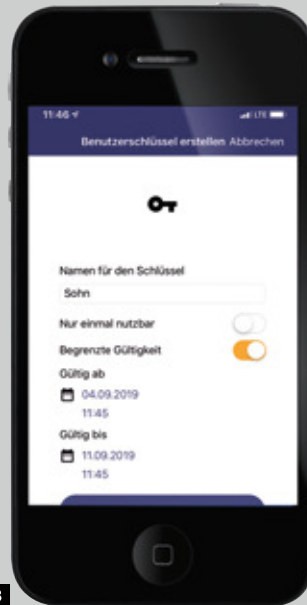 11:46 LTE
Benutzerschlüssel erstellen Abbrechen
Namen für den Schlüssel
Sohn
Nur einmal nutzbar
Begrenzte Gültigkeit
Gültig ab
04.09.2019
11:45
Gültig bis
11.09.2019
11:45